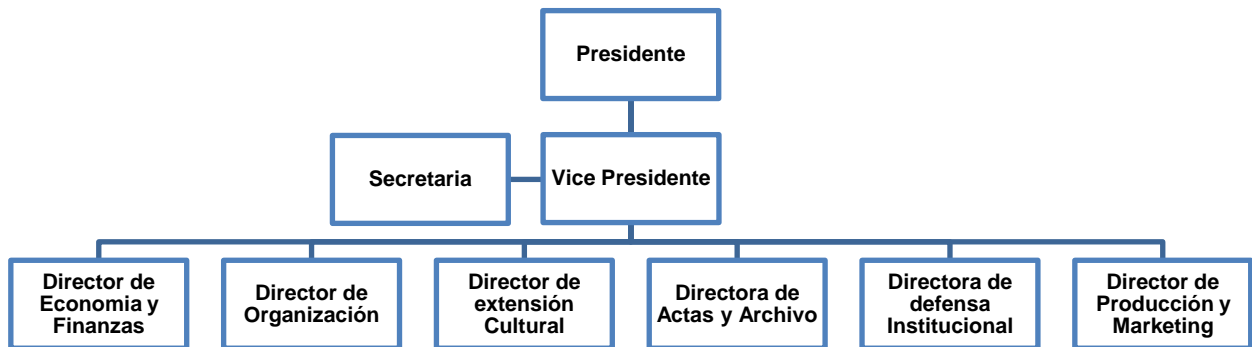 Presidente
Secretaria
Vice Presidente
Director de
Economia y
Finanzas
Director de
Organización
Director de
extensión
Cultural
Directora de
Actas y Archivo
Directora de
defensa
Institucional
Director de
Producción y
Marketing